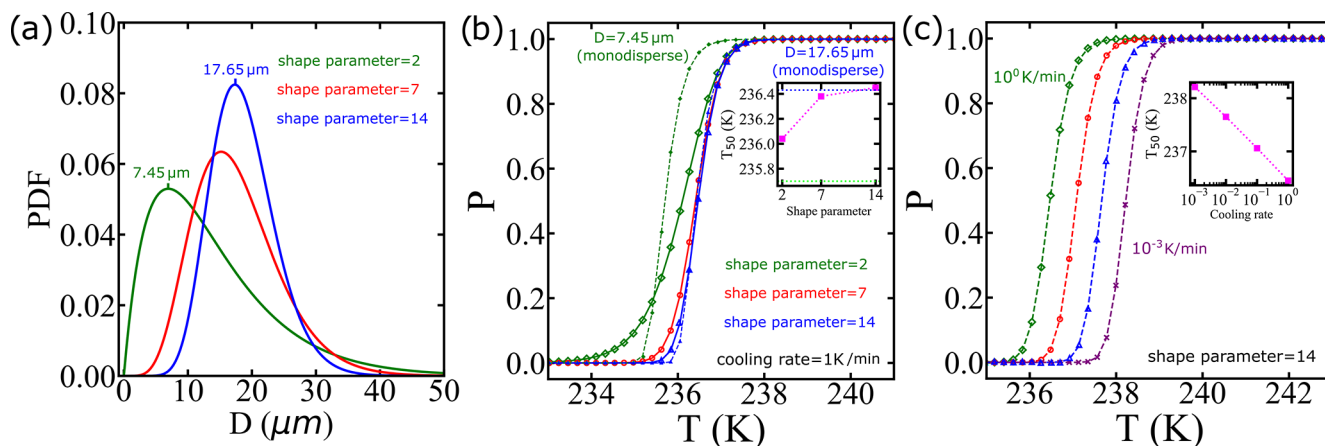 (a)
0.10
0.08
0.06
0.04
0.02
0.00
PDF
17.65 μm
7.45 μm
shape parameter=2
shape parameter=7
shape parameter=14
0 10 20 30 40 50
D (μm)
(b)
1.0
0.8
0.6
0.4
0.2
0.0
P
D=7.45 μm
(monodisperse)
D=17.65 μm
(monodisperse)
236.4
236.2
236.0
235.8
T50 (K)
2 7 14
Shape parameter
shape parameter=2
shape parameter=7
shape parameter=14
cooling rate=1K/min
234 236 238 240
T (K)
(c)
1.0
0.8
0.6
0.4
0.2
0.0
P
10⁰ K/min
10⁻³ K/min
238
237
T50 (K)
10⁻³ 10⁻² 10⁻¹ 10⁰
Cooling rate
shape parameter=14
236 238 240 242
T (K)